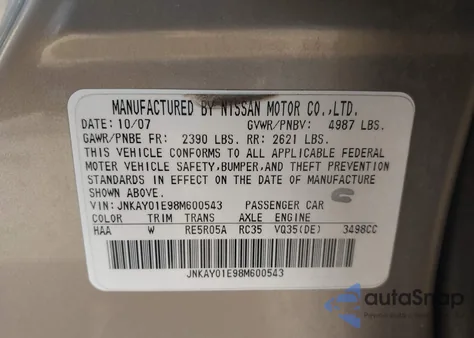 MANUFACTURED BY NISSAN MOTOR CO.,LTD.
DATE: 10/07 GVWR/PNBV: 4987 LBS.
GAWR/PNBE FR: 2390 LBS. RR: 2621 LBS.
THIS VEHICLE CONFORMS TO ALL APPLICABLE FEDERAL
MOTOR VEHICLE SAFETY,BUMPER,AND THEFT PREVENTION
STANDARDS IN EFFECT ON THE DATE OF MANUFACTURE
SHOWN ABOVE.
VIN: JNKAY01E98M600543 PASSENGER CAR
COLOR TRIM TRANS AXLE ENGINE
HAA W RE5R05A RC35 VQ35(DE) 3498CC
JNKAY01E98M600543
autoSnap